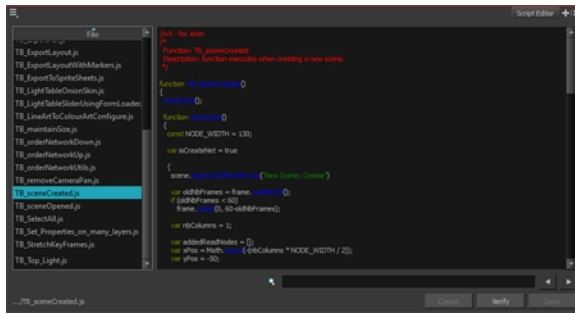 Script Editor
File
TB_ExportLayout.js
TB_ExportLayoutWithMarkers.js
TB_ExportToSpriteSheets.js
TB_LightTableOnionSkin.js
TB_LightTableSliderUsingFormLoader.
TB_LineArtToColourArtConfigure.js
TB_maintainSize.js
TB_orderNetworkDown.js
TB_orderNetworkUp.js
TB_orderNetworkUtils.js
TB_removeCameraPan.js
TB_sceneCreated.js
TB_sceneOpened.js
TB_SelectAll.js
TB_Set_Properties_on_many_layers.js
TB_StretchKeyFrames.js
TB_Top_Light.js
//v5 - for Anim
/*
Function: TB_sceneCreated
Description: function executes when creating a new scene.
*/
function
{
();
function ()
{
const NODE_WIDTH = 130;
var isCreateNet = true
{
scene. ("New Scene: Create")
var oldNbFrames = frame. ();
if (oldNbFrames < 60)
frame. (0, 60-oldNbFrames);
var nbColumns = 1;
var addedReadNodes = [];
var xPos = Math. (-(nbColumns * NODE_WIDTH / 2));
var yPos = -50;
.../TB_sceneCreated.js
Cancel
Verify
Save